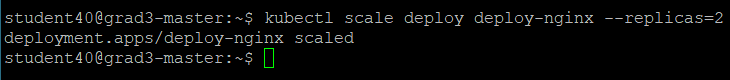 student40@grad3-master:~$ kubectl scale deploy deploy-nginx --replicas=2
deployment.apps/deploy-nginx scaled
student40@grad3-master:~$